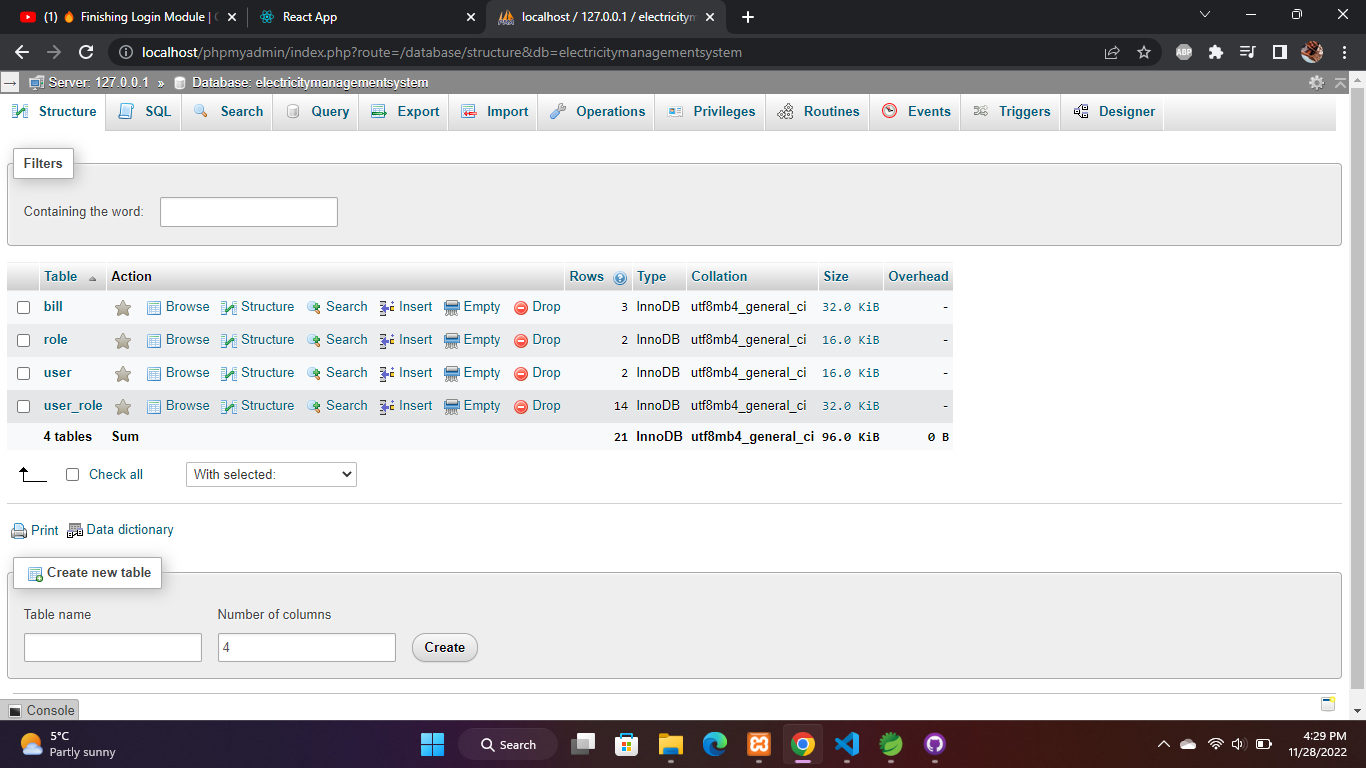 (1) 🔥 Finishing Login Module |
React App
localhost / 127.0.0.1 / electricitym
localhost/phpmyadmin/index.php?route=/database/structure&db=electricitymanagementsystem
ABP
Server: 127.0.0.1 » Database: electricitymanagementsystem
Structure SQL Search Query Export Import Operations Privileges Routines Events Triggers Designer
Filters
Containing the word:
Table Action Rows Type Collation Size Overhead
bill Browse Structure Search Insert Empty Drop 3 InnoDB utf8mb4_general_ci 32.0 KiB -
role Browse Structure Search Insert Empty Drop 2 InnoDB utf8mb4_general_ci 16.0 KiB -
user Browse Structure Search Insert Empty Drop 2 InnoDB utf8mb4_general_ci 16.0 KiB -
user_role Browse Structure Search Insert Empty Drop 14 InnoDB utf8mb4_general_ci 32.0 KiB -
4 tables Sum 21 InnoDB utf8mb4_general_ci 96.0 KiB 0 B
Check all With selected:
Print Data dictionary
Create new table
Table name Number of columns
4 Create
Console
5°C
Partly sunny
Search
4:29 PM
11/28/2022